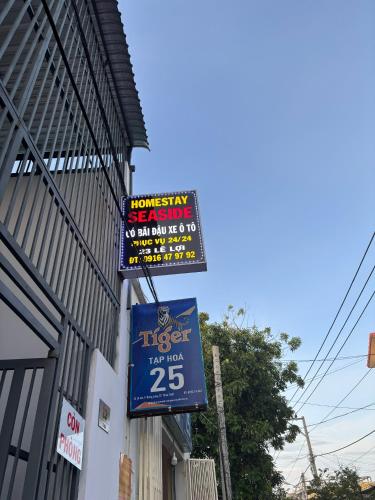 HOMESTAY
SEASIDE
CÓ BÃI ĐẬU XE Ô TÔ
PHỤC VỤ 24/24
23 LÊ LỢI
ĐT: 0916 47 97 92
Tiger
TẠP HOÁ
25
CÒN
PHÒNG